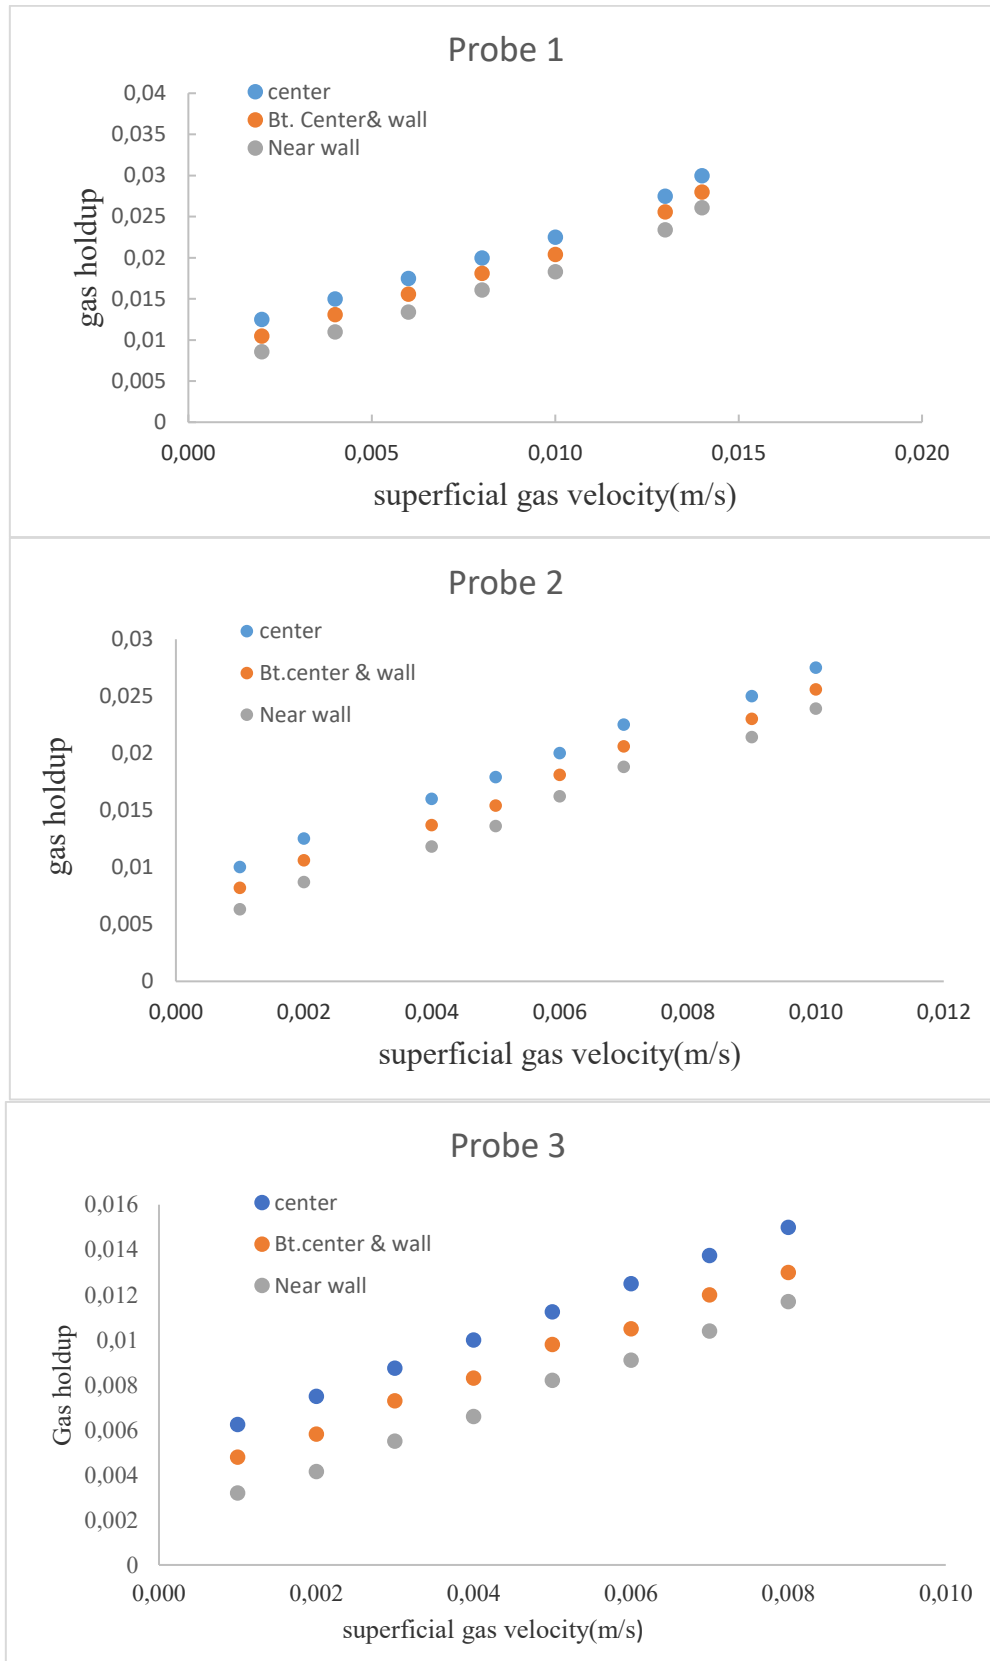 Probe 1
center
Bt. Center& wall
Near wall
0,04
0,035
0,03
0,025
0,02
0,015
0,01
0,005
0
gas holdup
0,000 0,005 0,010 0,015 0,020
superficial gas velocity(m/s)
Probe 2
center
Bt.center & wall
Near wall
0,03
0,025
0,02
0,015
0,01
0,005
0
gas holdup
0,000 0,002 0,004 0,006 0,008 0,010 0,012
superficial gas velocity(m/s)
Probe 3
center
Bt.center & wall
Near wall
0,016
0,014
0,012
0,01
0,008
0,006
0,004
0,002
0
Gas holdup
0,000 0,002 0,004 0,006 0,008 0,010
superficial gas velocity(m/s)